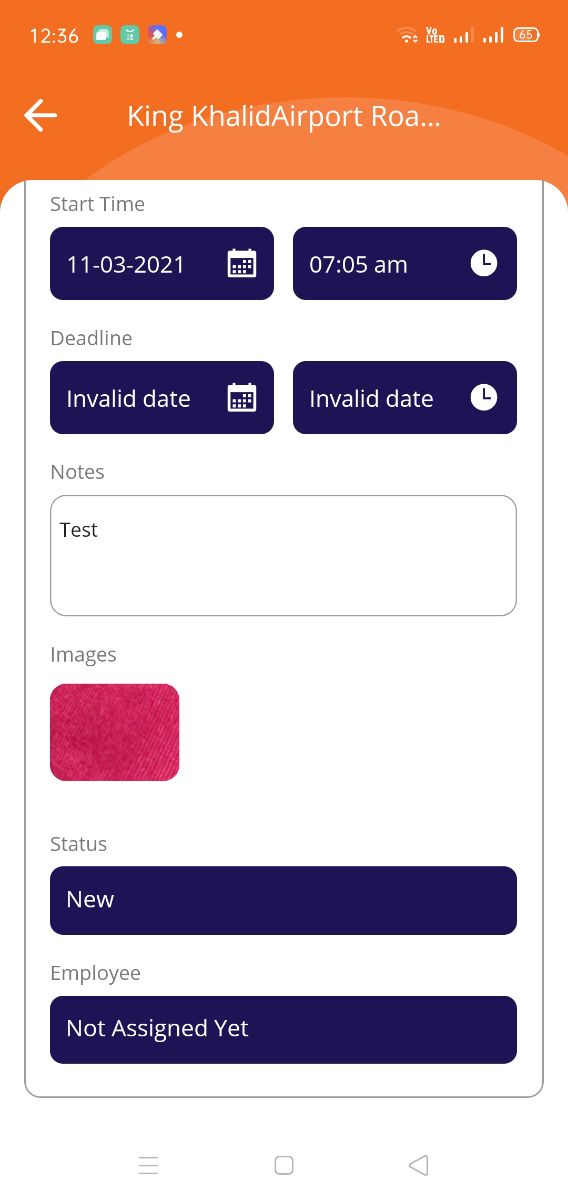 12:36
Vo LTED
65
King KhalidAirport Roa...
Start Time
11-03-2021
07:05 am
Deadline
Invalid date
Invalid date
Notes
Test
Images
Status
New
Employee
Not Assigned Yet